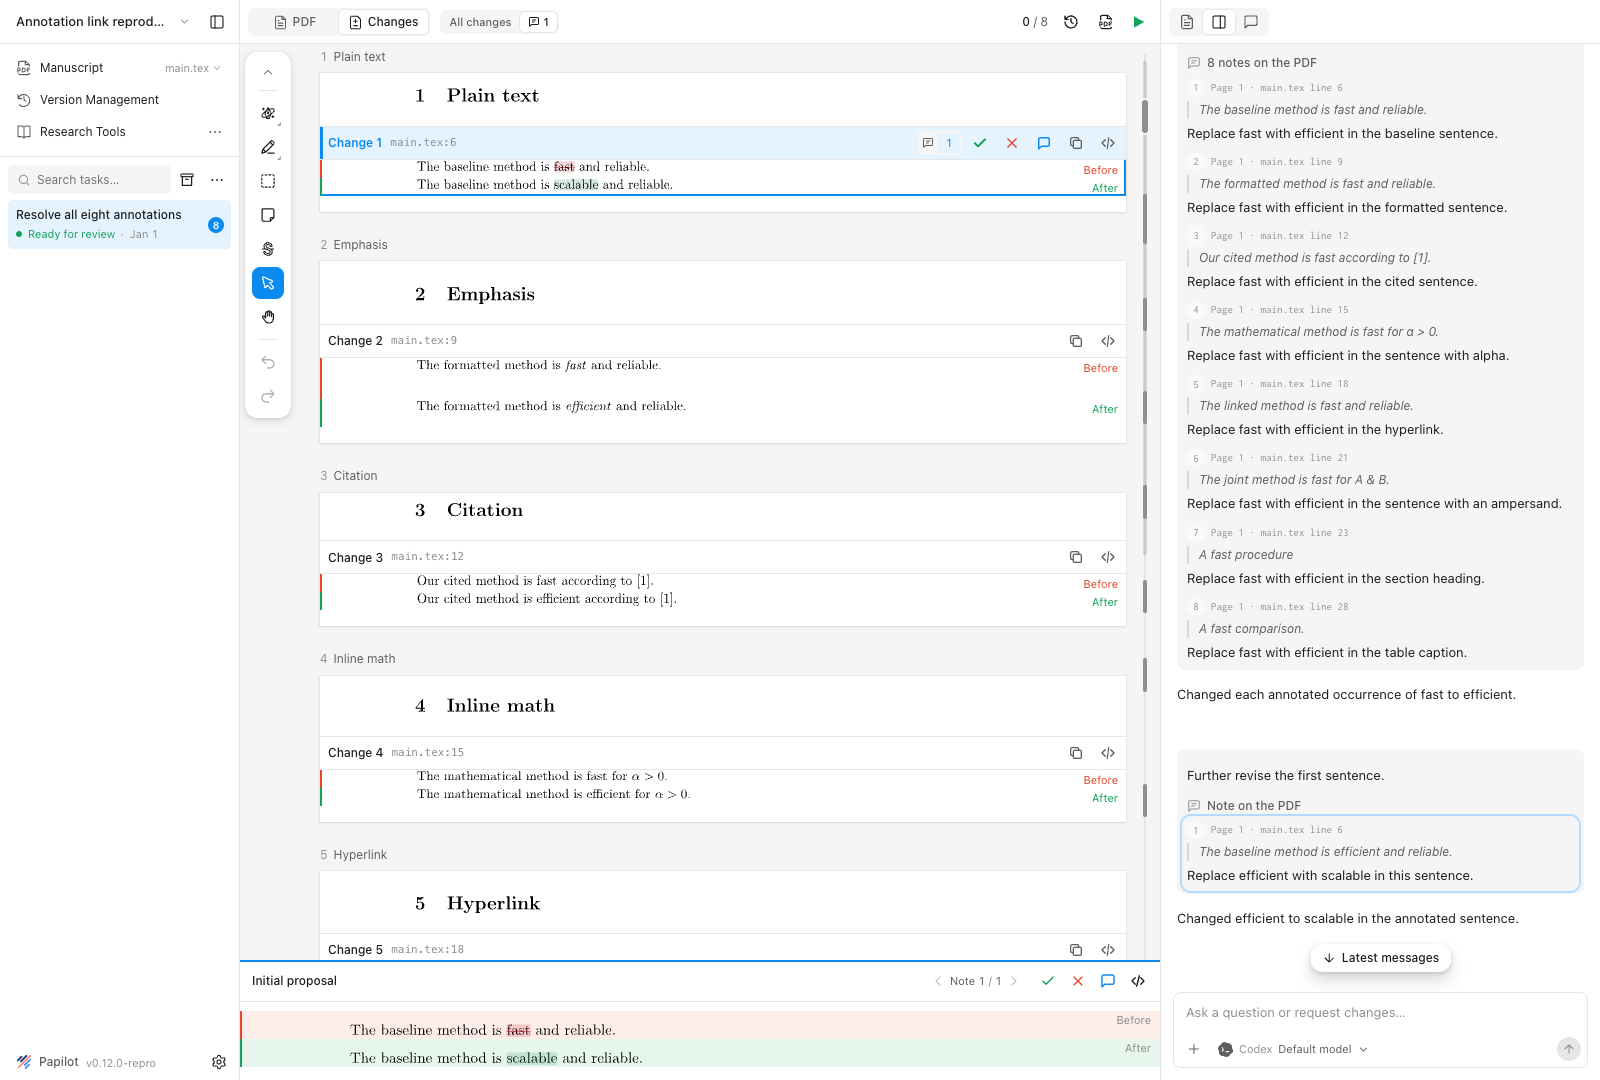 Annotation link reprod...
Manuscript
main.tex
Version Management
Research Tools
Search tasks...
Resolve all eight annotations
Ready for review · Jan 1
8
Papilot v0.12.0-repro
PDF
Changes
All changes
1
0 / 8
1 Plain text
1 Plain text
Change 1 main.tex:6
1
The baseline method is fast and reliable.
Before
The baseline method is scalable and reliable.
After
2 Emphasis
2 Emphasis
Change 2 main.tex:9
The formatted method is fast and reliable.
Before
The formatted method is efficient and reliable.
After
3 Citation
3 Citation
Change 3 main.tex:12
Our cited method is fast according to [1].
Before
Our cited method is efficient according to [1].
After
4 Inline math
4 Inline math
Change 4 main.tex:15
The mathematical method is fast for α > 0.
Before
The mathematical method is efficient for α > 0.
After
5 Hyperlink
5 Hyperlink
Change 5 main.tex:18
Initial proposal
Note 1 / 1
The baseline method is fast and reliable.
Before
The baseline method is scalable and reliable.
After
8 notes on the PDF
1 Page 1 · main.tex line 6
The baseline method is fast and reliable.
Replace fast with efficient in the baseline sentence.
2 Page 1 · main.tex line 9
The formatted method is fast and reliable.
Replace fast with efficient in the formatted sentence.
3 Page 1 · main.tex line 12
Our cited method is fast according to [1].
Replace fast with efficient in the cited sentence.
4 Page 1 · main.tex line 15
The mathematical method is fast for α > 0.
Replace fast with efficient in the sentence with alpha.
5 Page 1 · main.tex line 18
The linked method is fast and reliable.
Replace fast with efficient in the hyperlink.
6 Page 1 · main.tex line 21
The joint method is fast for A & B.
Replace fast with efficient in the sentence with an ampersand.
7 Page 1 · main.tex line 23
A fast procedure
Replace fast with efficient in the section heading.
8 Page 1 · main.tex line 28
A fast comparison.
Replace fast with efficient in the table caption.
Changed each annotated occurrence of fast to efficient.
Further revise the first sentence.
Note on the PDF
1 Page 1 · main.tex line 6
The baseline method is efficient and reliable.
Replace efficient with scalable in this sentence.
Changed efficient to scalable in the annotated sentence.
Latest messages
Ask a question or request changes...
Codex Default model